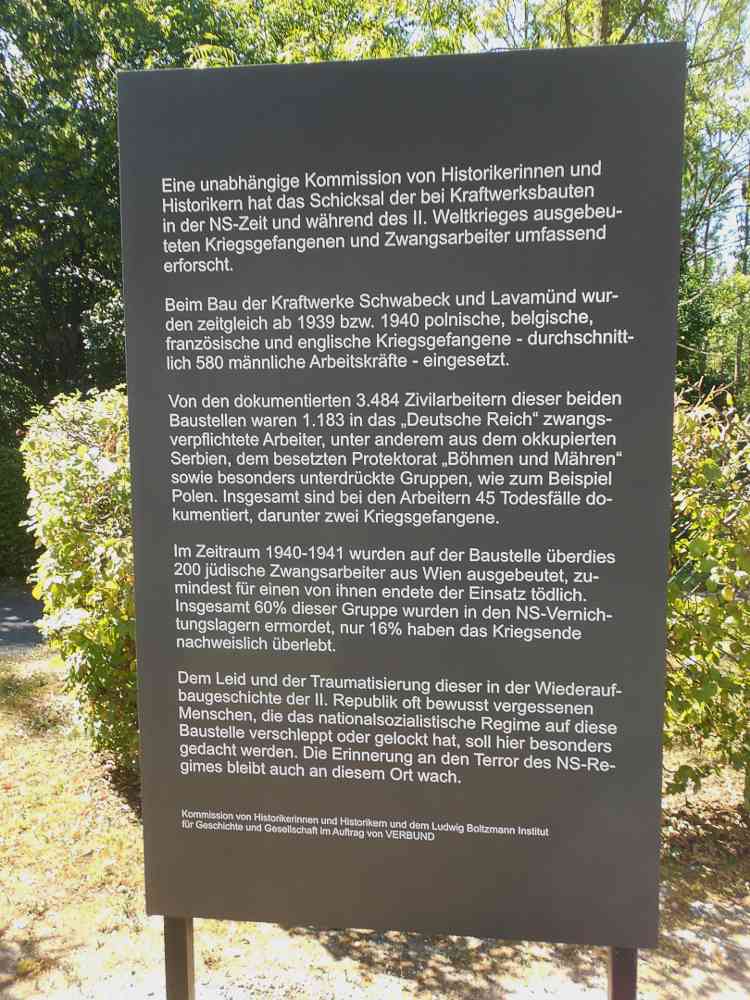 Eine unabhängige Kommission von Historikerinnen und
Historikern hat das Schicksal der bei Kraftwerksbauten
in der NS-Zeit und während des II. Weltkrieges ausgebeu-
teten Kriegsgefangenen und Zwangsarbeiter umfassend
erforscht.
Beim Bau der Kraftwerke Schwabeck und Lavamünd wur-
den zeitgleich ab 1939 bzw. 1940 polnische, belgische,
französische und englische Kriegsgefangene - durchschnitt-
lich 580 männliche Arbeitskräfte - eingesetzt.
Von den dokumentierten 3.484 Zivilarbeitern dieser beiden
Baustellen waren 1.183 in das „Deutsche Reich“ zwangs-
verpflichtete Arbeiter, unter anderem aus dem okkupierten
Serbien, dem besetzten Protektorat „Böhmen und Mähren“
sowie besonders unterdrückte Gruppen, wie zum Beispiel
Polen. Insgesamt sind bei den Arbeitern 45 Todesfälle do-
kumentiert, darunter zwei Kriegsgefangene.
Im Zeitraum 1940-1941 wurden auf der Baustelle überdies
200 jüdische Zwangsarbeiter aus Wien ausgebeutet, zu-
mindest für einen von ihnen endete der Einsatz tödlich.
Insgesamt 60% dieser Gruppe wurden in den NS-Vernich-
tungslagern ermordet, nur 16% haben das Kriegsende
nachweislich überlebt.
Dem Leid und der Traumatisierung dieser in der Wiederauf-
baugeschichte der II. Republik oft bewusst vergessenen
Menschen, die das nationalsozialistische Regime auf diese
Baustelle verschleppt oder gelockt hat, soll hier besonders
gedacht werden. Die Erinnerung an den Terror des NS-Re-
gimes bleibt auch an diesem Ort wach.
Kommission von Historikerinnen und Historikern und dem Ludwig Boltzmann Institut
für Geschichte und Gesellschaft im Auftrag von VERBUND